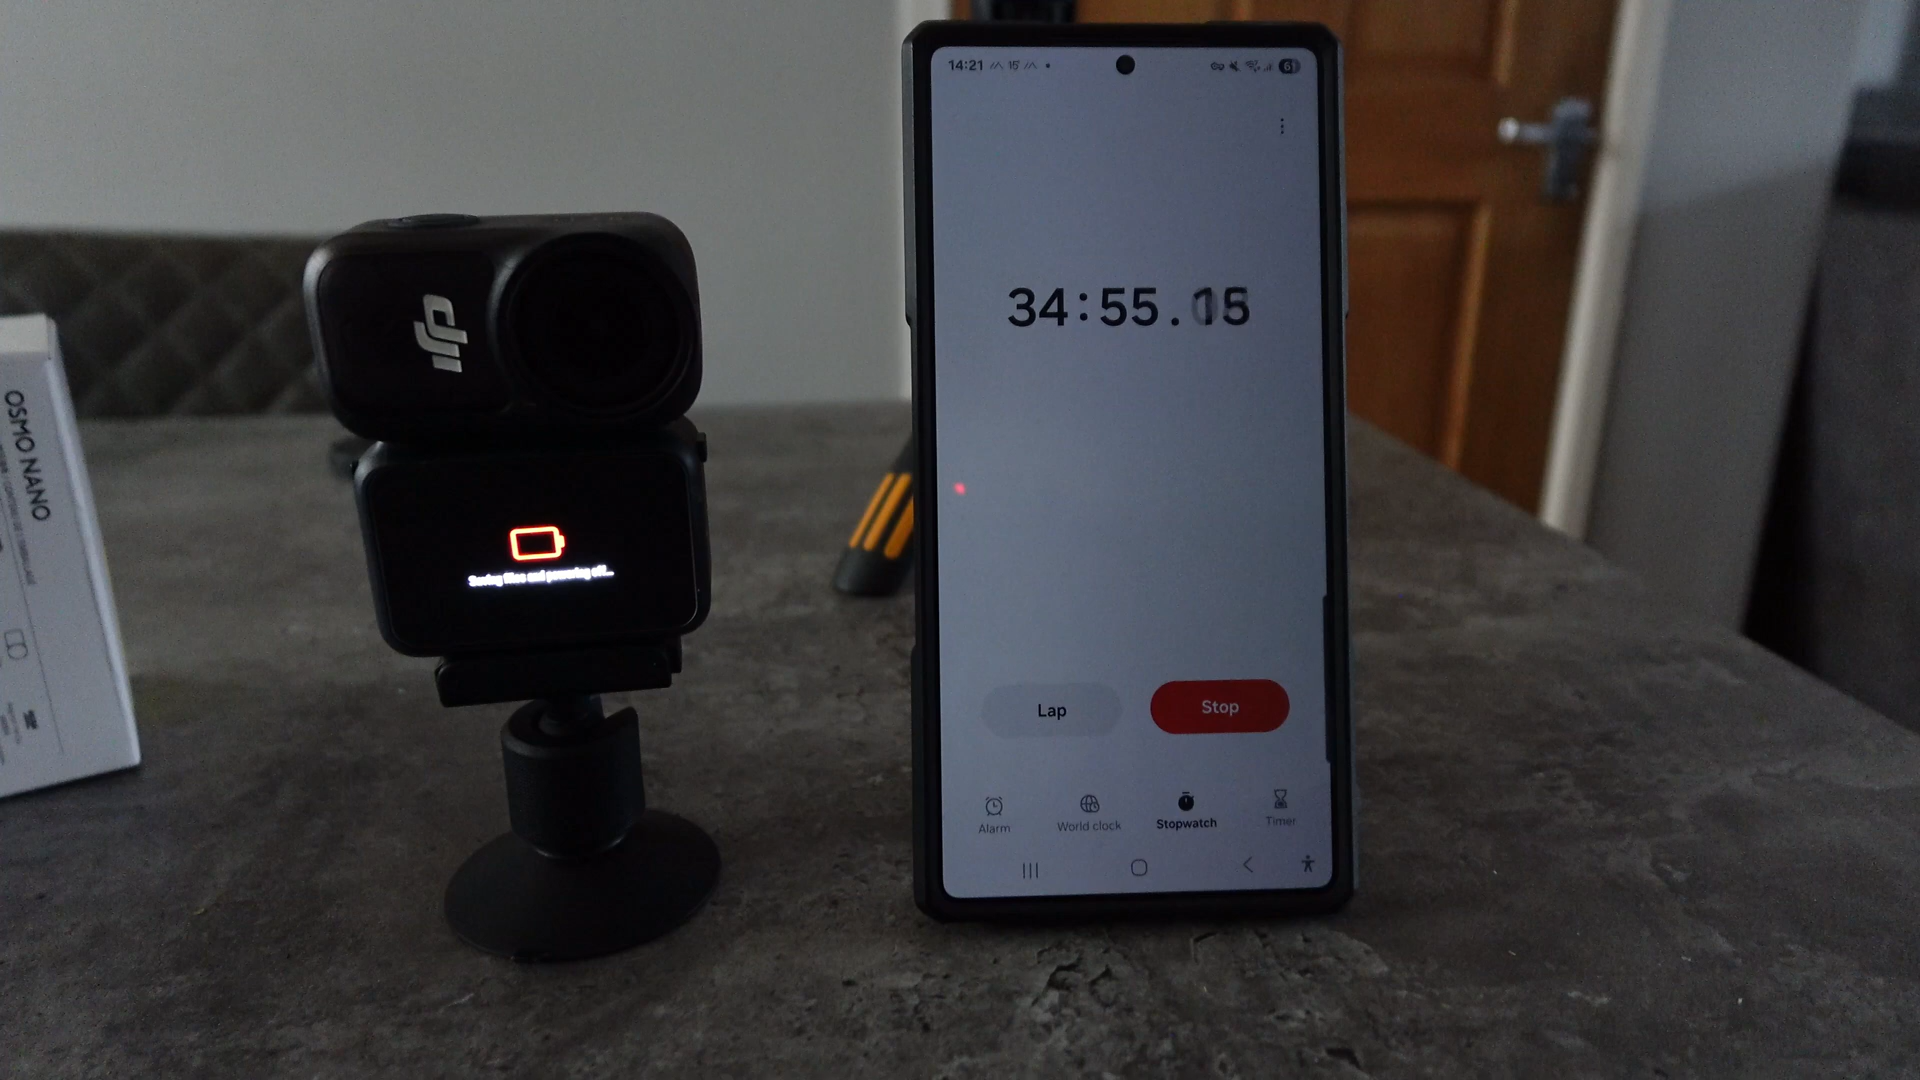 14:21
34:55.15
Lap
Stop
Alarm
World clock
Stopwatch
Timer
dji
Saving files and powering off...
OSMO NANO